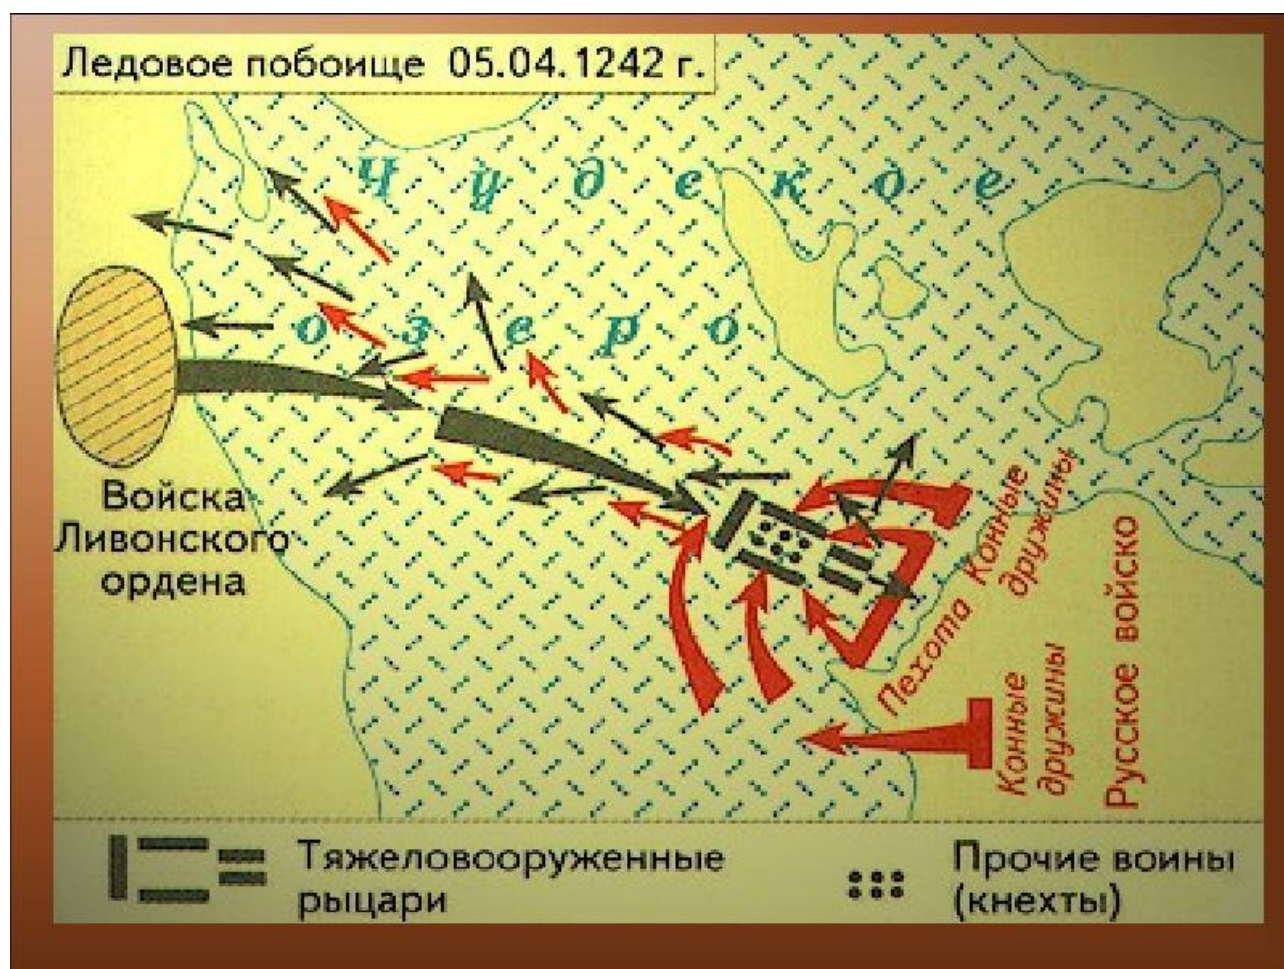 Ледовое побоище 05.04.1242 г.
Чудское
озеро
Войска
Ливонского
ордена
Конные
дружины
Пехота
Конные
дружины
Русское войско
Тяжеловооруженные
рыцари
Прочие воины
(кнехты)